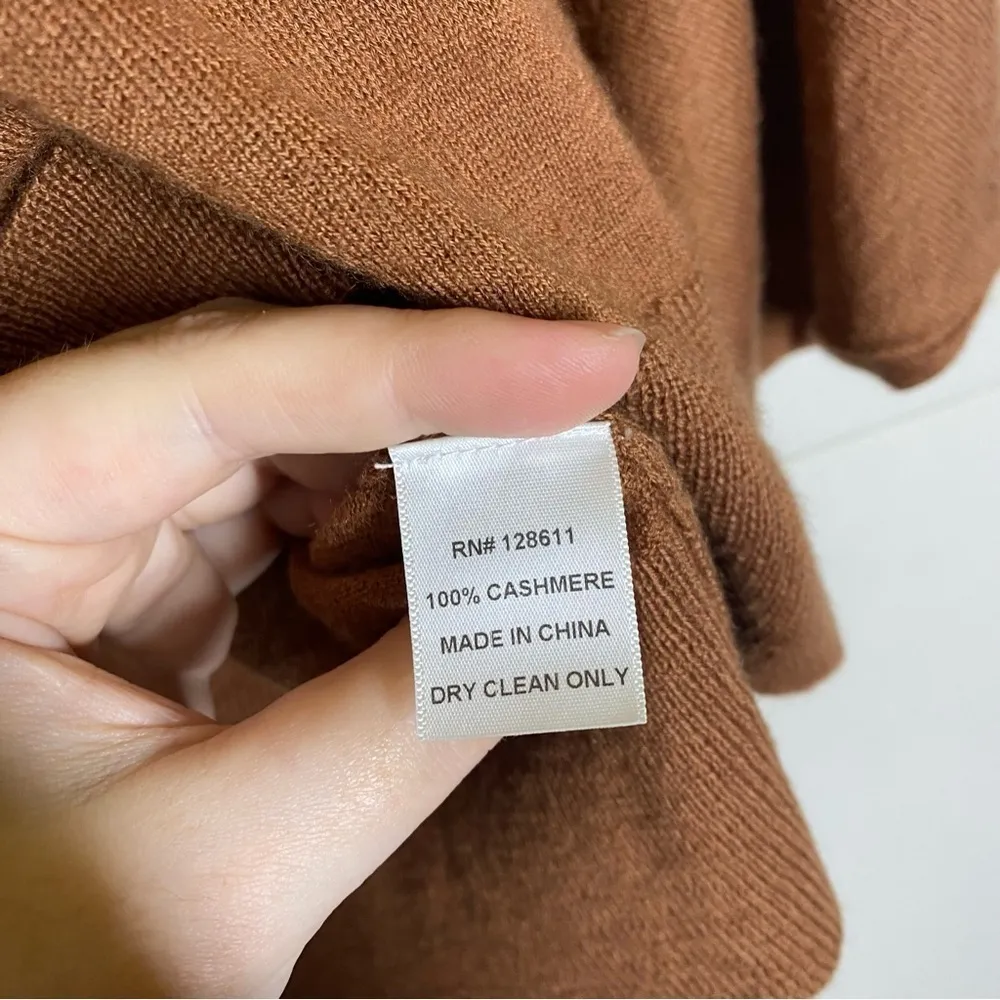 RN# 128611
100% CASHMERE
MADE IN CHINA
DRY CLEAN ONLY